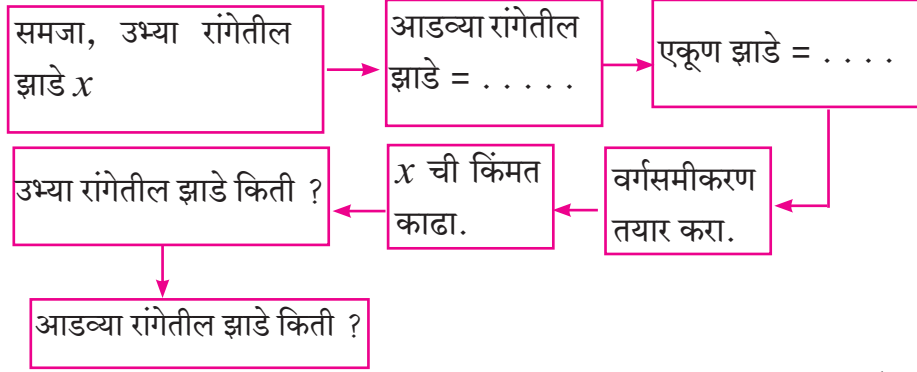 समजा, उभ्या रांगेतील
झाडे x
आडव्या रांगेतील
झाडे = . . . . .
एकूण झाडे = . . . .
वर्गसमीकरण
तयार करा.
x ची किंमत
काढा.
उभ्या रांगेतील झाडे किती ?
आडव्या रांगेतील झाडे किती ?